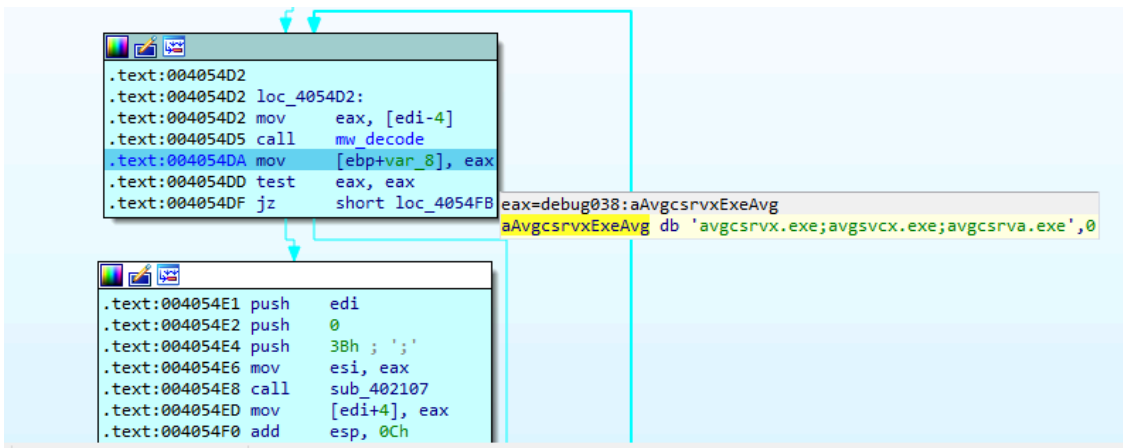 .text:004054D2
.text:004054D2 loc_4054D2:
.text:004054D2 mov eax, [edi-4]
.text:004054D5 call mw_decode
.text:004054DA mov [ebp+var_8], eax
.text:004054DD test eax, eax
.text:004054DF jz short loc_4054FB
eax=debug038:aAvgcsrvxExeAvg
aAvgcsrvxExeAvg db 'avgcsrvx.exe;avgsvcx.exe;avgcsrva.exe',0
.text:004054E1 push edi
.text:004054E2 push 0
.text:004054E4 push 3Bh ; ';'
.text:004054E6 mov esi, eax
.text:004054E8 call sub_402107
.text:004054ED mov [edi+4], eax
.text:004054F0 add esp, 0Ch